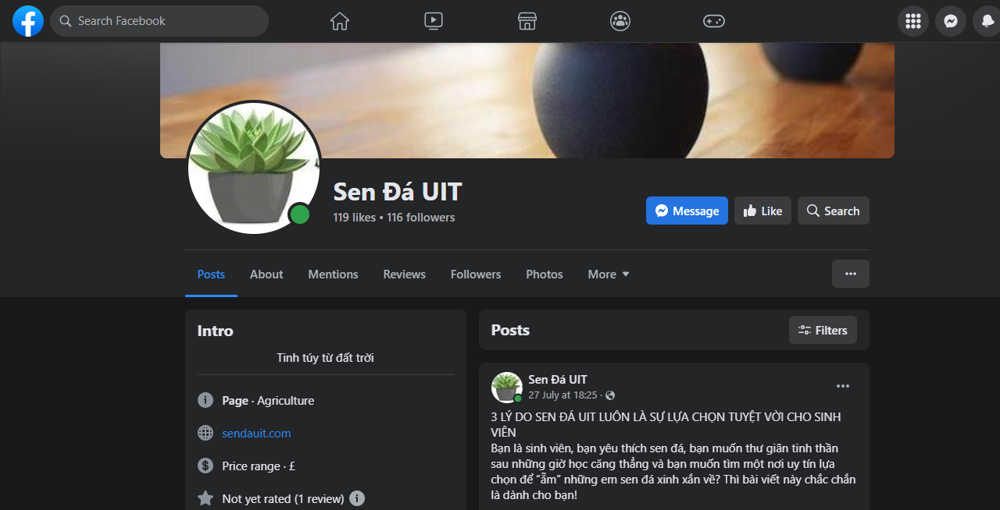 Search Facebook
Sen Đá UIT
119 likes • 116 followers
Message
Like
Search
Posts
About
Mentions
Reviews
Followers
Photos
More
Intro
Tinh túy từ đất trời
Page · Agriculture
sendauit.com
Price range · £
Not yet rated (1 review)
Posts
Filters
Sen Đá UIT
27 July at 18:25 ·
3 LÝ DO SEN ĐÁ UIT LUÔN LÀ SỰ LỰA CHỌN TUYỆT VỜI CHO SINH
VIÊN
Bạn là sinh viên, bạn yêu thích sen đá, bạn muốn thư giãn tinh thần
sau những giờ học căng thẳng và bạn muốn tìm một nơi uy tín lựa
chọn để “ẵm” những em sen đá xinh xắn về? Thì bài viết này chắc chắn
là dành cho bạn!